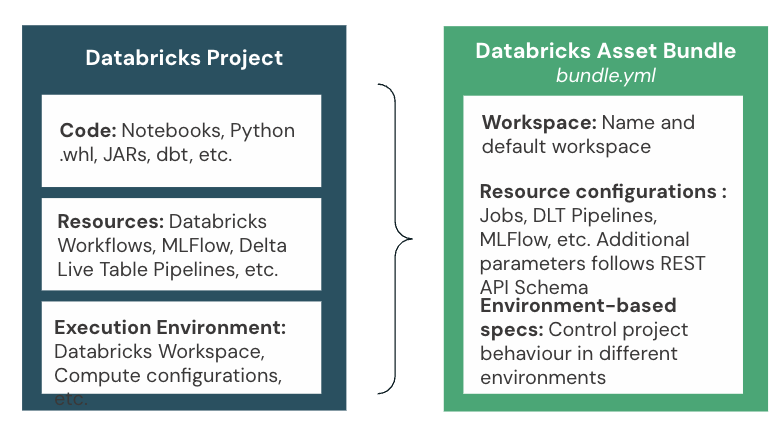 Databricks Project
Code: Notebooks, Python
.whl, JARs, dbt, etc.
Resources: Databricks
Workflows, MLFlow, Delta
Live Table Pipelines, etc.
Execution Environment:
Databricks Workspace,
Compute configurations,
etc.
Databricks Asset Bundle
bundle.yml
Workspace: Name and
default workspace
Resource configurations :
Jobs, DLT Pipelines,
MLFlow, etc. Additional
parameters follows REST
API Schema
Environment-based
specs: Control project
behaviour in different
environments